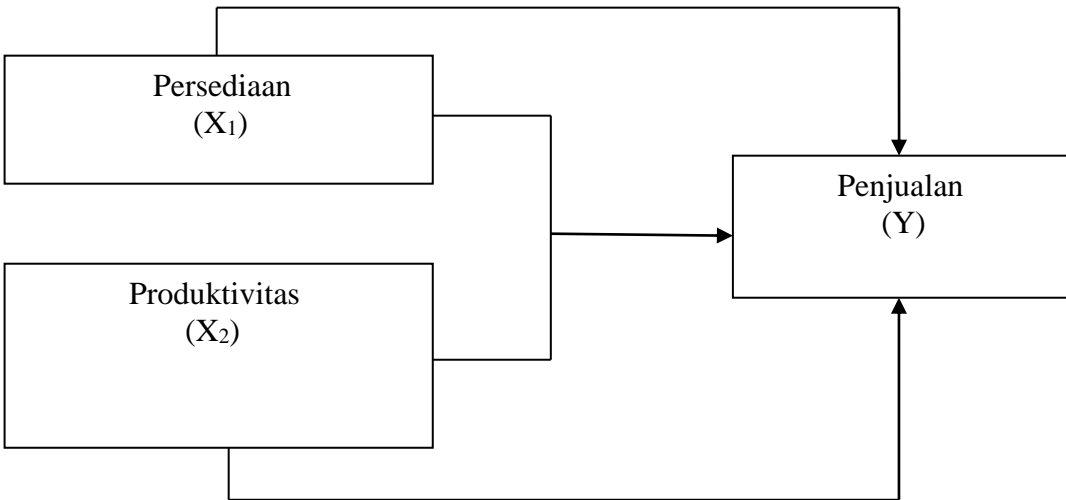 Persediaan
(X₁)
Penjualan
(Y)
Produktivitas
(X₂)